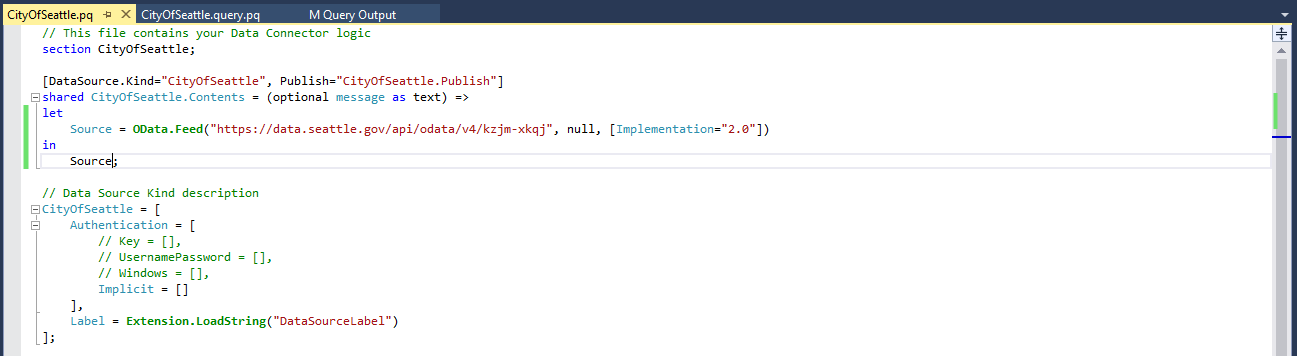 CityOfSeattle.pq CityOfSeattle.query.pq M Query Output
// This file contains your Data Connector logic
section CityOfSeattle;
[DataSource.Kind="CityOfSeattle", Publish="CityOfSeattle.Publish"]
shared CityOfSeattle.Contents = (optional message as text) =>
let
    Source = OData.Feed("https://data.seattle.gov/api/odata/v4/kzjm-xkqj", null, [Implementation="2.0"])
in
    Source;
// Data Source Kind description
CityOfSeattle = [
    Authentication = [
        // Key = [],
        // UsernamePassword = [],
        // Windows = [],
        Implicit = []
    ],
    Label = Extension.LoadString("DataSourceLabel")
];